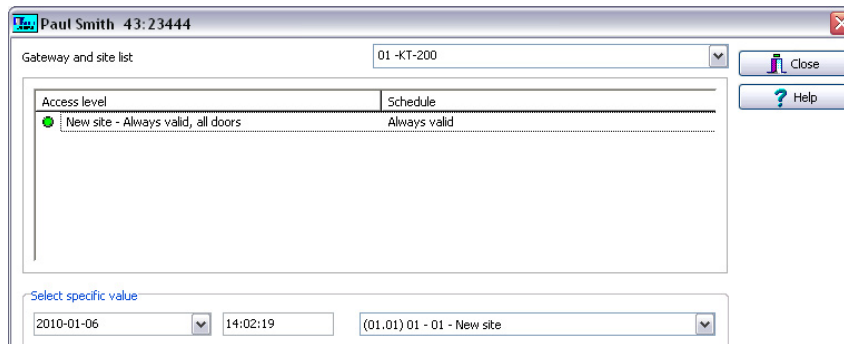 Paul Smith 43:23444
Gateway and site list
01 -KT-200
Close
Help
Access level Schedule
New site - Always valid, all doors Always valid
Select specific value
2010-01-06 14:02:19 (01.01) 01 - 01 - New site